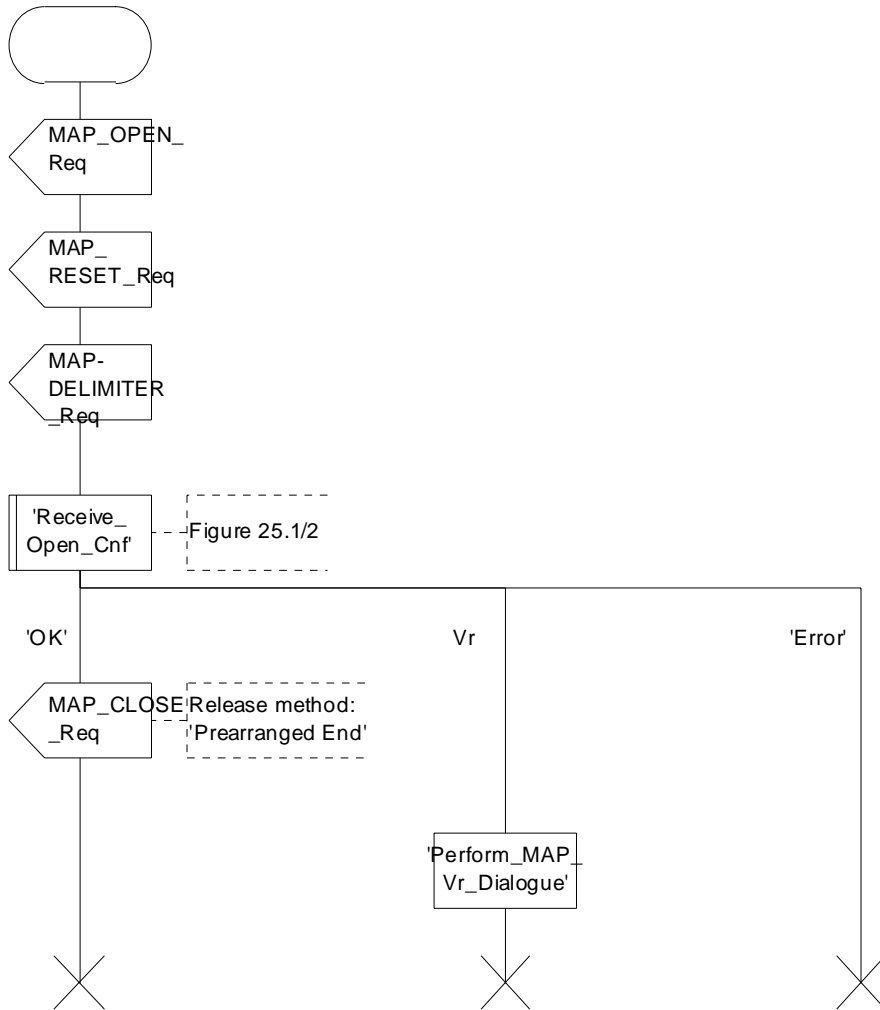 MAP_OPEN_
Req
MAP_
RESET_Req
MAP-
DELIMITER
_Req
'Receive_
Open_Cnf'
Figure 25.1/2
'OK'
Vr
'Error'
MAP_CLOSE
_Req
Release method:
'Prearranged End'
'Perform_MAP_
Vr_Dialogue'